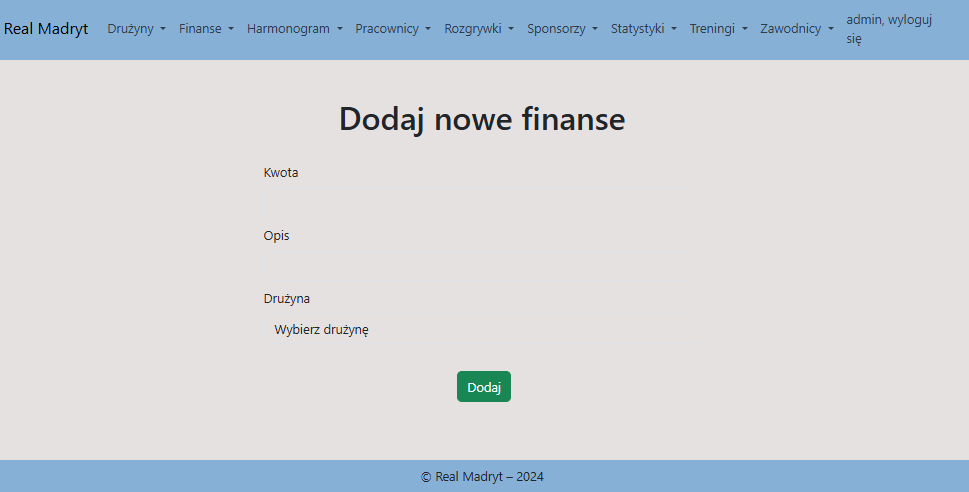 Real Madryt Drużyny Finanse Harmonogram Pracownicy Rozgrywki Sponsorzy Statystyki Treningi Zawodnicy admin, wyloguj
się
Dodaj nowe finanse
Kwota
Opis
Drużyna
Wybierz drużynę
Dodaj
© Real Madryt – 2024